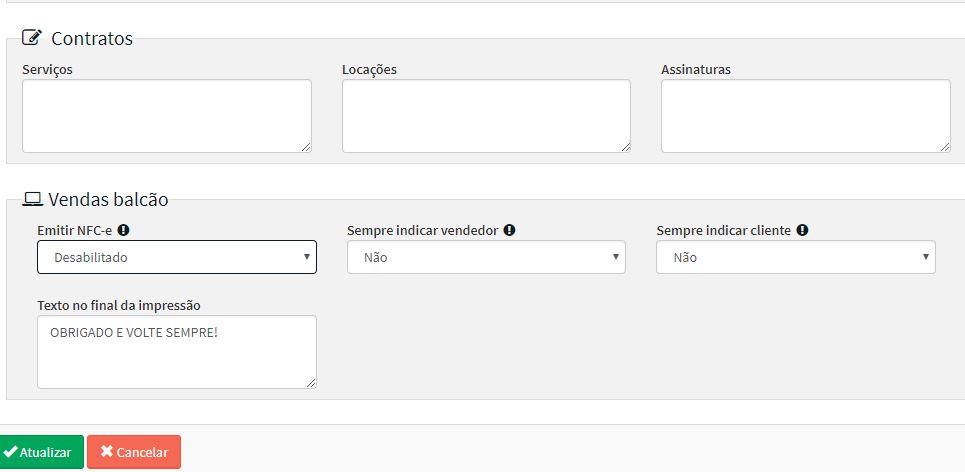 Contratos
Serviços Locações Assinaturas
Vendas balcão
Emitir NFC-e Sempre indicar vendedor Sempre indicar cliente
Desabilitado Não Não
Texto no final da impressão
OBRIGADO E VOLTE SEMPRE!
Atualizar Cancelar